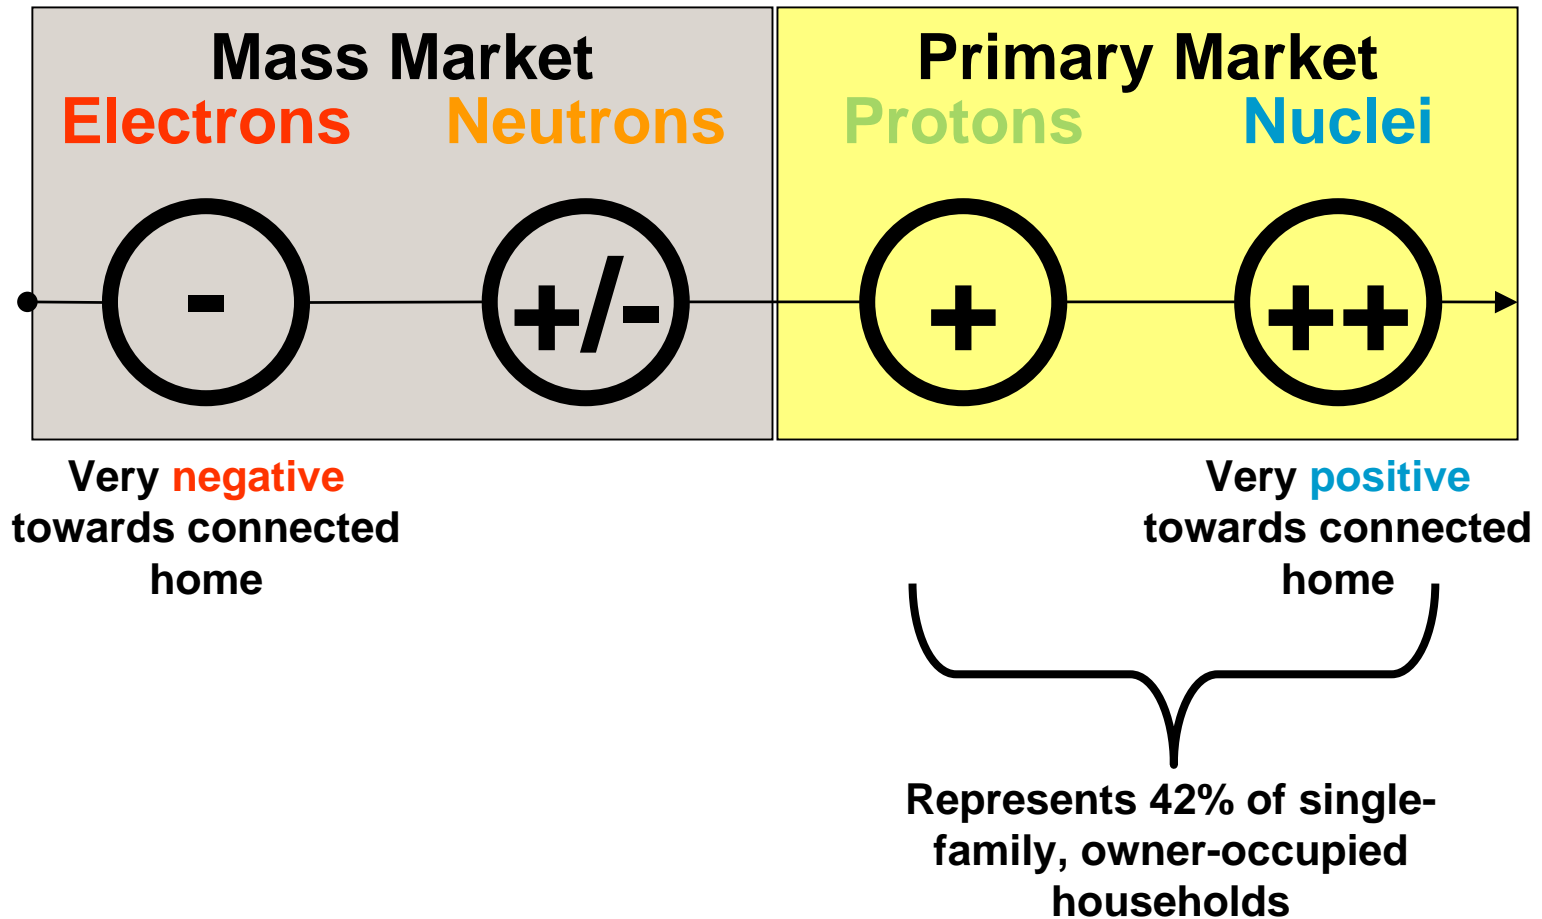 Mass Market
Primary Market
Electrons
Neutrons
Protons
Nuclei
-
+/-
+
++
Very negative
towards connected
home
Very positive
towards connected
home
Represents 42% of single-
family, owner-occupied
households